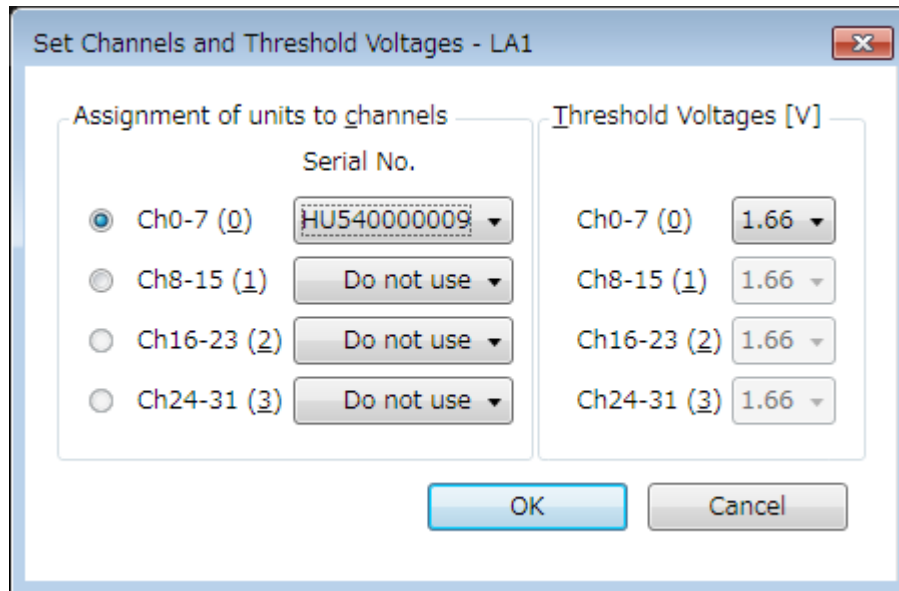 Set Channels and Threshold Voltages - LA1
Assignment of units to channels
Threshold Voltages [V]
Serial No.
Ch0-7 (0) HU540000009 Ch0-7 (0) 1.66
Ch8-15 (1) Do not use Ch8-15 (1) 1.66
Ch16-23 (2) Do not use Ch16-23 (2) 1.66
Ch24-31 (3) Do not use Ch24-31 (3) 1.66
OK Cancel